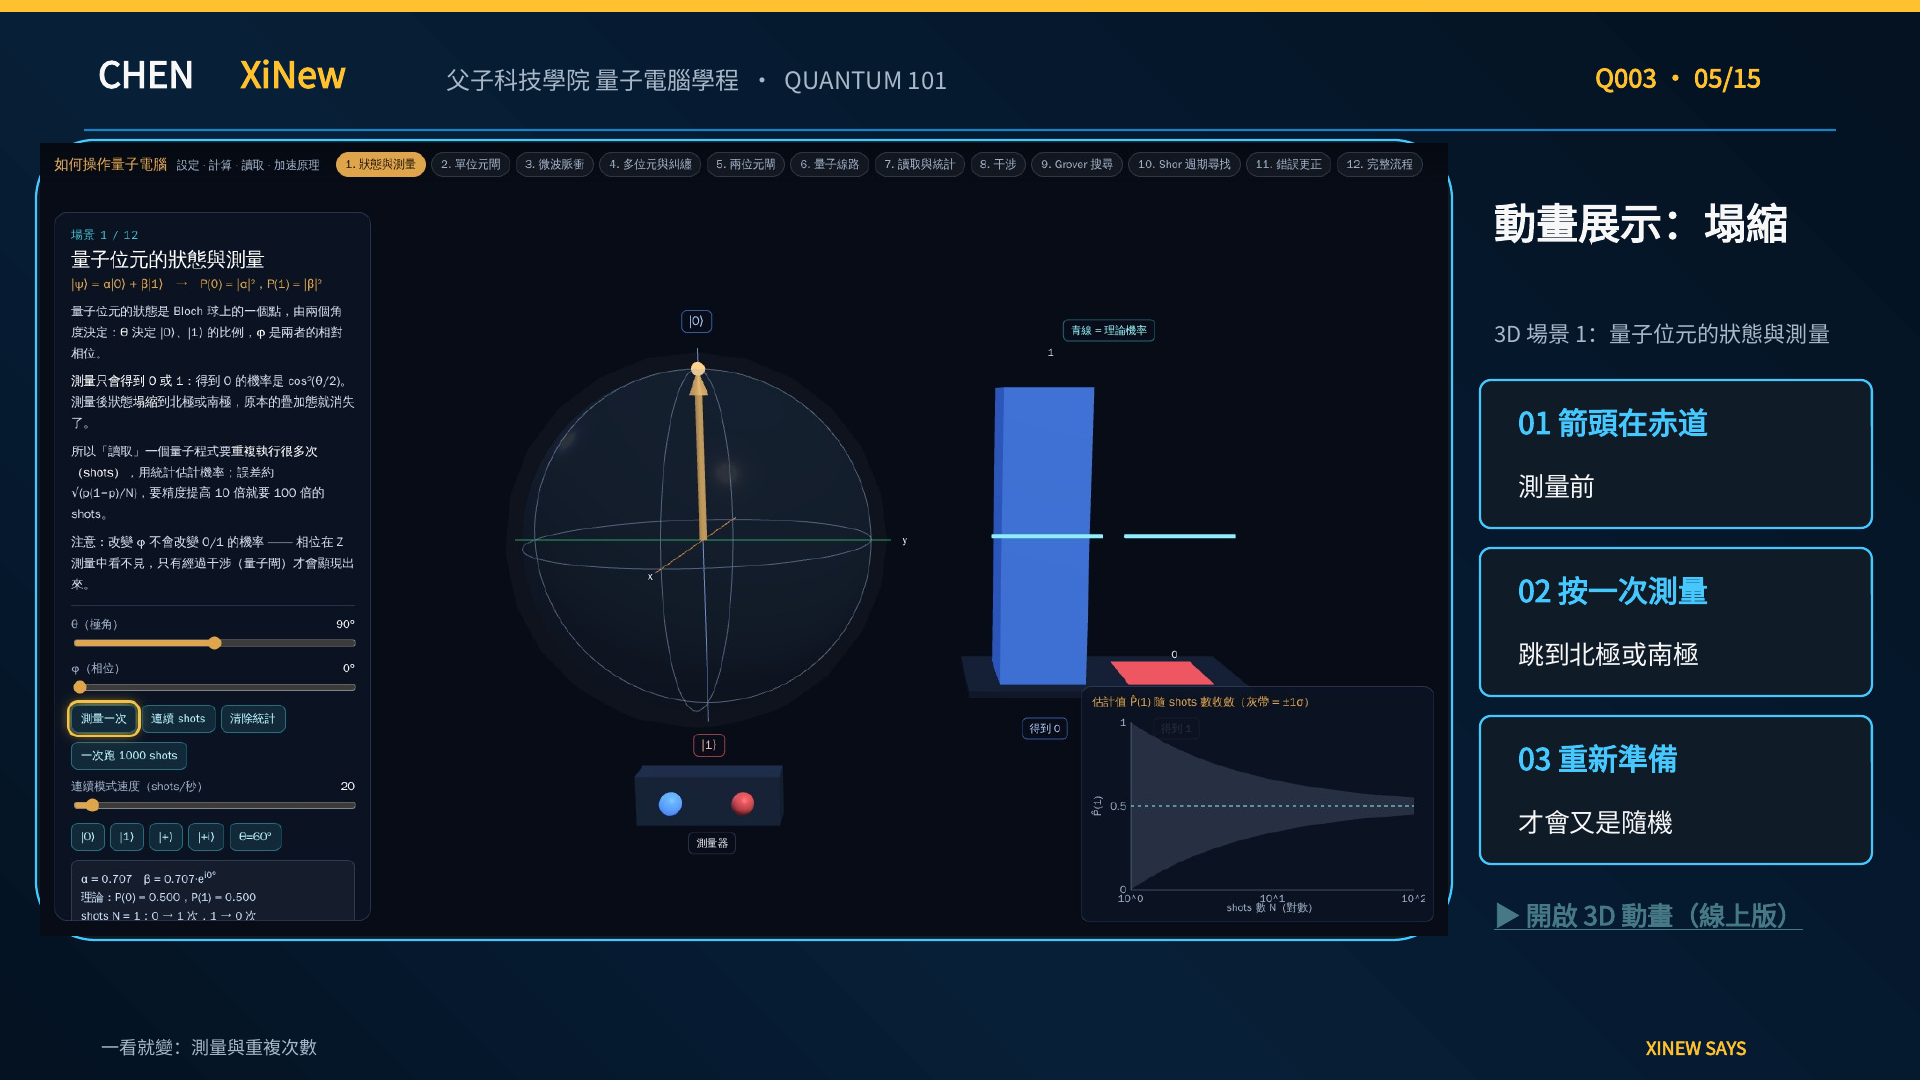 CHEN XiNew 父子科技學院 量子電腦學程 · QUANTUM 101 Q003 · 05/15
如何操作量子電腦 設定 · 計算 · 讀取 · 加速原理 1. 狀態與測量 2. 單位元閘 3. 微波脈衝 4. 多位元與糾纏 5. 兩位元閘 6. 量子線路 7. 讀取與統計 8. 干涉 9. Grover 搜尋 10. Shor 週期尋找 11. 錯誤更正 12. 完整流程
場景 1 / 12
量子位元的狀態與測量
|ψ⟩ = α|0⟩ + β|1⟩ → P(0) = |α|², P(1) = |β|²
量子位元的狀態是 Bloch 球上的一個點，由兩個角
度決定：θ 決定 |0⟩、|1⟩ 的比例，φ 是兩者的相對
相位。
測量只會得到 0 或 1：得到 0 的機率是 cos²(θ/2)。
測量後狀態塌縮到北極或南極，原本的疊加態就消失
了。
所以「讀取」一個量子程式要重複執行很多次
（shots），用統計估計機率；誤差約
√(p(1−p)/N)，要精度提高 10 倍就要 100 倍的
shots。
注意：改變 φ 不會改變 0/1 的機率 —— 相位在 Z
測量中看不見，只有經過干涉（量子閘）才會顯現出
來。
θ（極角） 90°
φ（相位） 0°
測量一次 連續 shots 清除統計
一次跑 1000 shots
連續模式速度（shots/秒） 20
|0⟩ |1⟩ |+⟩ |+i⟩ θ=60°
α = 0.707 β = 0.707·e^i0°
理論：P(0) = 0.500，P(1) = 0.500
shots N = 1：0 → 1 次，1 → 0 次
|0⟩
y
x
|1⟩
測量器
青線 = 理論機率
1
0
得到 0 得到 1
估計值 P̂(1) 隨 shots 數收斂（灰帶 = ±1σ）
1
0.5
0
P̂(1)
10^0 10^1 10^2
shots 數 N（對數）
動畫展示：塌縮
3D 場景 1：量子位元的狀態與測量
01 箭頭在赤道
測量前
02 按一次測量
跳到北極或南極
03 重新準備
才會又是隨機
▶ 開啟 3D 動畫（線上版）
一看就變：測量與重複次數
XINEW SAYS